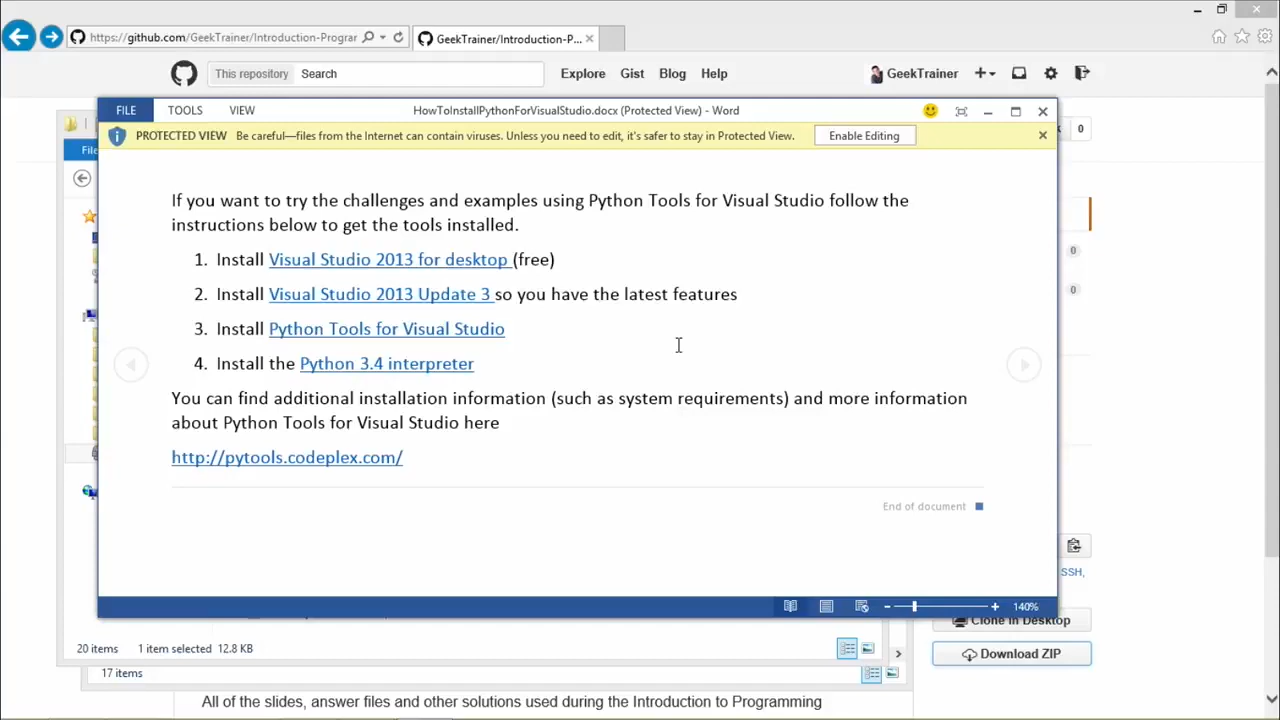 https://github.com/GeekTrainer/Introduction-Prograr
GeekTrainer/Introduction-P...
This repository Search
Explore Gist Blog Help
GeekTrainer
FILE TOOLS VIEW
HowToInstallPythonForVisualStudio.docx (Protected View) - Word
PROTECTED VIEW Be careful—files from the Internet can contain viruses. Unless you need to edit, it's safer to stay in Protected View.
Enable Editing
0
File
If you want to try the challenges and examples using Python Tools for Visual Studio follow the
instructions below to get the tools installed.
1. Install Visual Studio 2013 for desktop (free)
2. Install Visual Studio 2013 Update 3 so you have the latest features
3. Install Python Tools for Visual Studio
4. Install the Python 3.4 interpreter
You can find additional installation information (such as system requirements) and more information
about Python Tools for Visual Studio here
http://pytools.codeplex.com/
End of document
0
0
SSH,
140%
Clone in Desktop
Download ZIP
20 items 1 item selected 12.8 KB
17 items
All of the slides, answer files and other solutions used during the Introduction to Programming